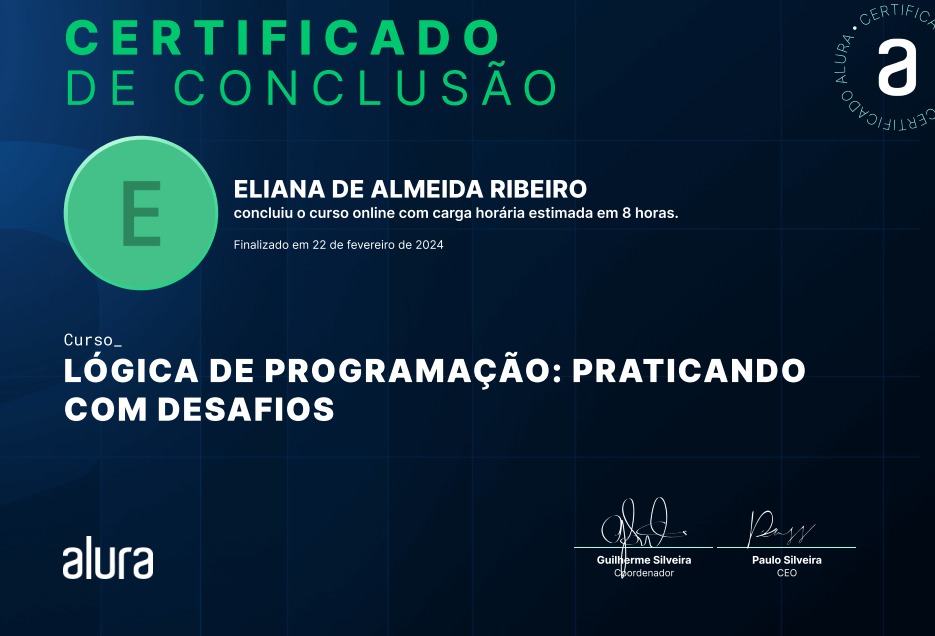 CERTIFICADO
DE CONCLUSÃO
CERTIFICADO ALURA • CERTIFICA
a
E
ELIANA DE ALMEIDA RIBEIRO
concluiu o curso online com carga horária estimada em 8 horas.
Finalizado em 22 de fevereiro de 2024
Curso_
LÓGICA DE PROGRAMAÇÃO: PRATICANDO
COM DESAFIOS
alura
Guilherme Silveira
Coordenador
Paulo Silveira
CEO